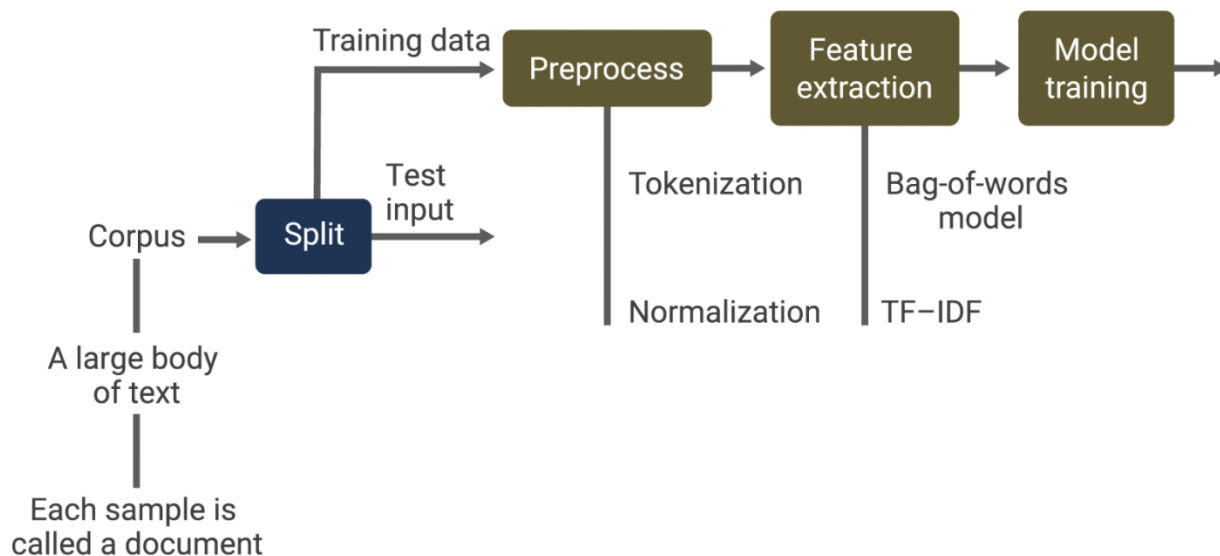 Training data
Preprocess
Feature
extraction
Model
training
Test
input
Tokenization
Bag-of-words
model
Corpus
Split
Normalization
TF–IDF
A large body
of text
Each sample is
called a document